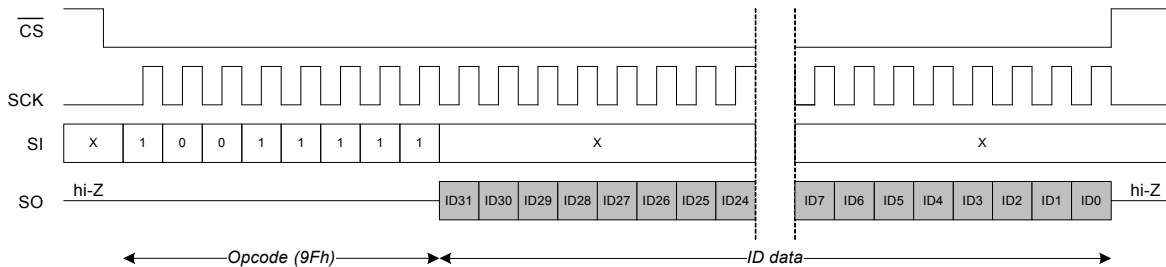 CS
SCK
SI X 1 0 0 1 1 1 1 1 X X
hi-Z hi-Z
SO ID31 ID30 ID29 ID28 ID27 ID26 ID25 ID24 ID7 ID6 ID5 ID4 ID3 ID2 ID1 ID0
Opcode (9Fh) ID data